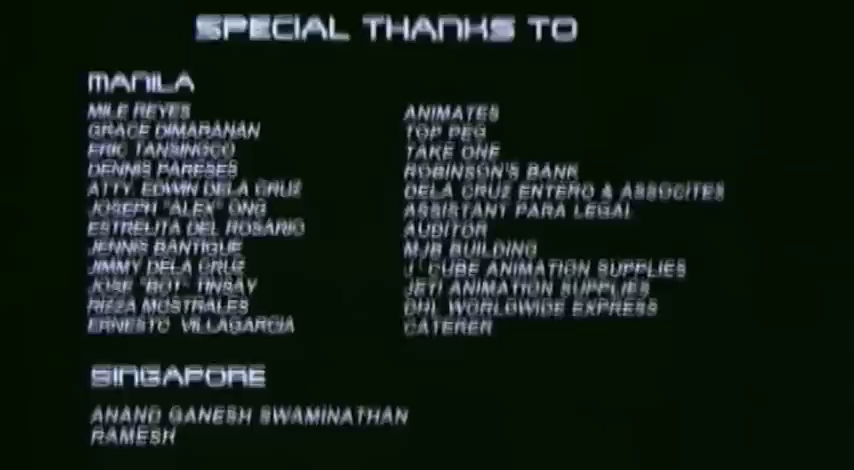 SPECIAL THANKS TO
MANILA
MILE REYES ANIMATES
GRACE DIMARANAN TOP PEG
ERIC TANSINGCO TAKE ONE
DENNIS ROBINSON'S BANK
ATTY. EDWIN DELA CRUZ DELA CRUZ ENTERO & ASSOCITES
JOSEPH "ALEX" ONG ASSISTANT PARA LEGAL
ESTRELITA DEL ROSARIO AUDITOR
JENNIS BANTIGUE MJB BUILDING
JIMMY DELA CRUZ J. CUBE ANIMATION SUPPLIES
JOSE "BOT" TINSAY JETI ANIMATION SUPPLIES
RIZZA MOSTRALES DHL WORLDWIDE EXPRESS
ERNESTO VILLAGARCIA CATERER
SINGAPORE
ANAND GANESH SWAMINATHAN
RAMESH